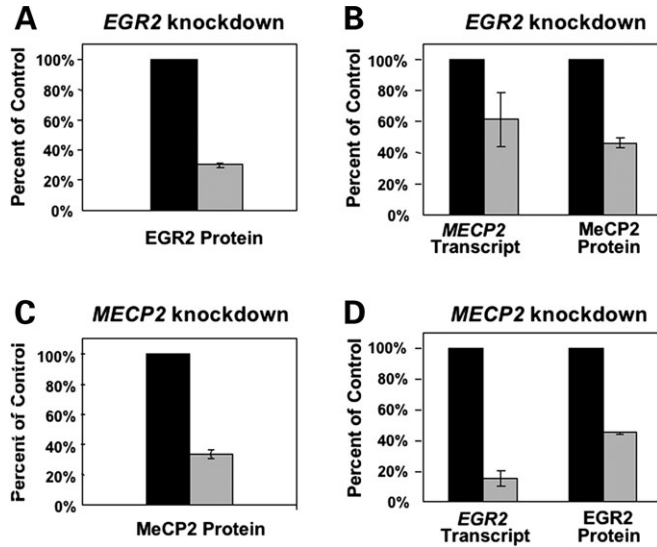 A
EGR2 knockdown
Percent of Control
100%
80%
60%
40%
20%
0%
EGR2 Protein
B
EGR2 knockdown
Percent of Control
100%
80%
60%
40%
20%
0%
MECP2
Transcript
MeCP2
Protein
C
MECP2 knockdown
Percent of Control
100%
80%
60%
40%
20%
0%
MeCP2 Protein
D
MECP2 knockdown
Percent of Control
100%
80%
60%
40%
20%
0%
EGR2
Transcript
EGR2
Protein